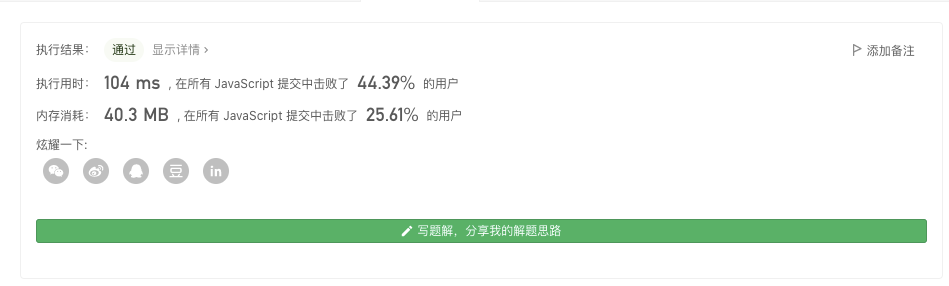 执行结果： 通过 显示详情 › 添加备注
执行用时： 104 ms , 在所有 JavaScript 提交中击败了 44.39% 的用户
内存消耗： 40.3 MB , 在所有 JavaScript 提交中击败了 25.61% 的用户
炫耀一下:
豆 in
写题解，分享我的解题思路